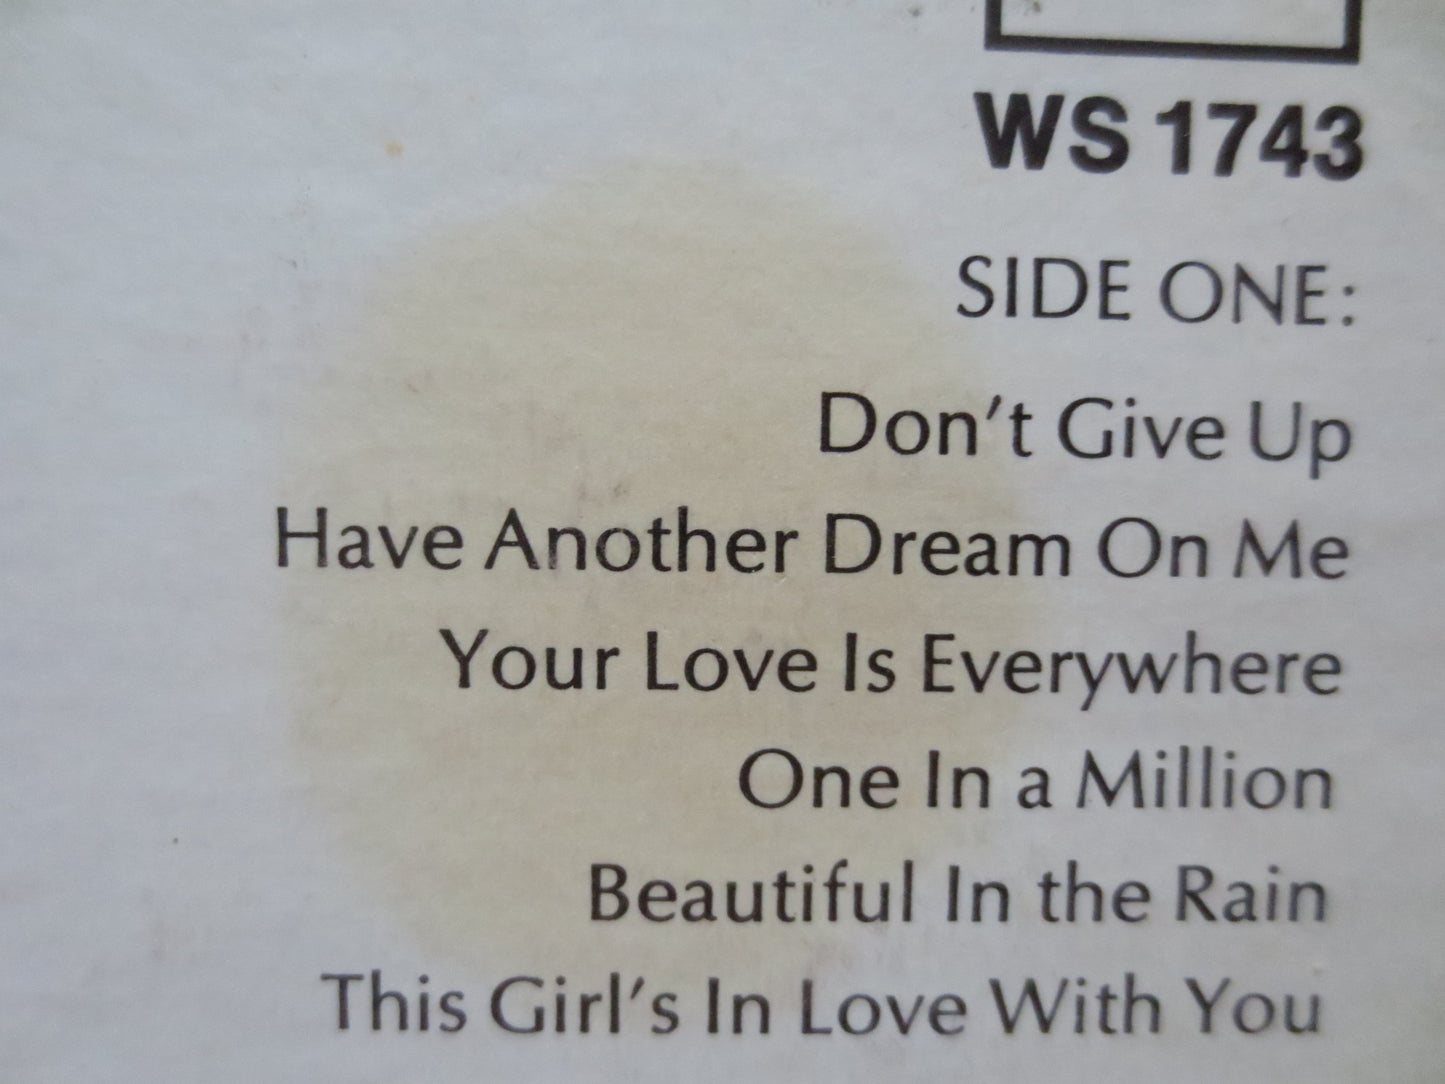 WS 1743
SIDE ONE:
Don't Give Up
Have Another Dream On Me
Your Love Is Everywhere
One In a Million
Beautiful In the Rain
This Girl's In Love With You